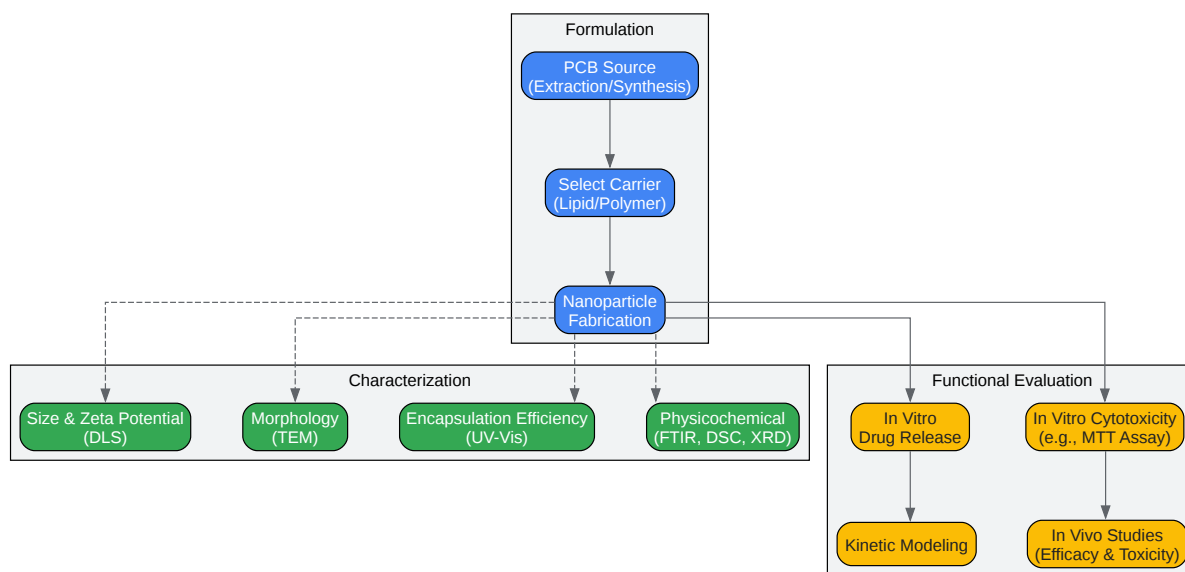 Formulation
PCB Source
(Extraction/Synthesis)
Select Carrier
(Lipid/Polymer)
Nanoparticle
Fabrication
Characterization
Size & Zeta Potential
(DLS)
Morphology
(TEM)
Encapsulation Efficiency
(UV-Vis)
Physicochemical
(FTIR, DSC, XRD)
Functional Evaluation
In Vitro
Drug Release
In Vitro Cytotoxicity
(e.g., MTT Assay)
Kinetic Modeling
In Vivo Studies
(Efficacy & Toxicity)